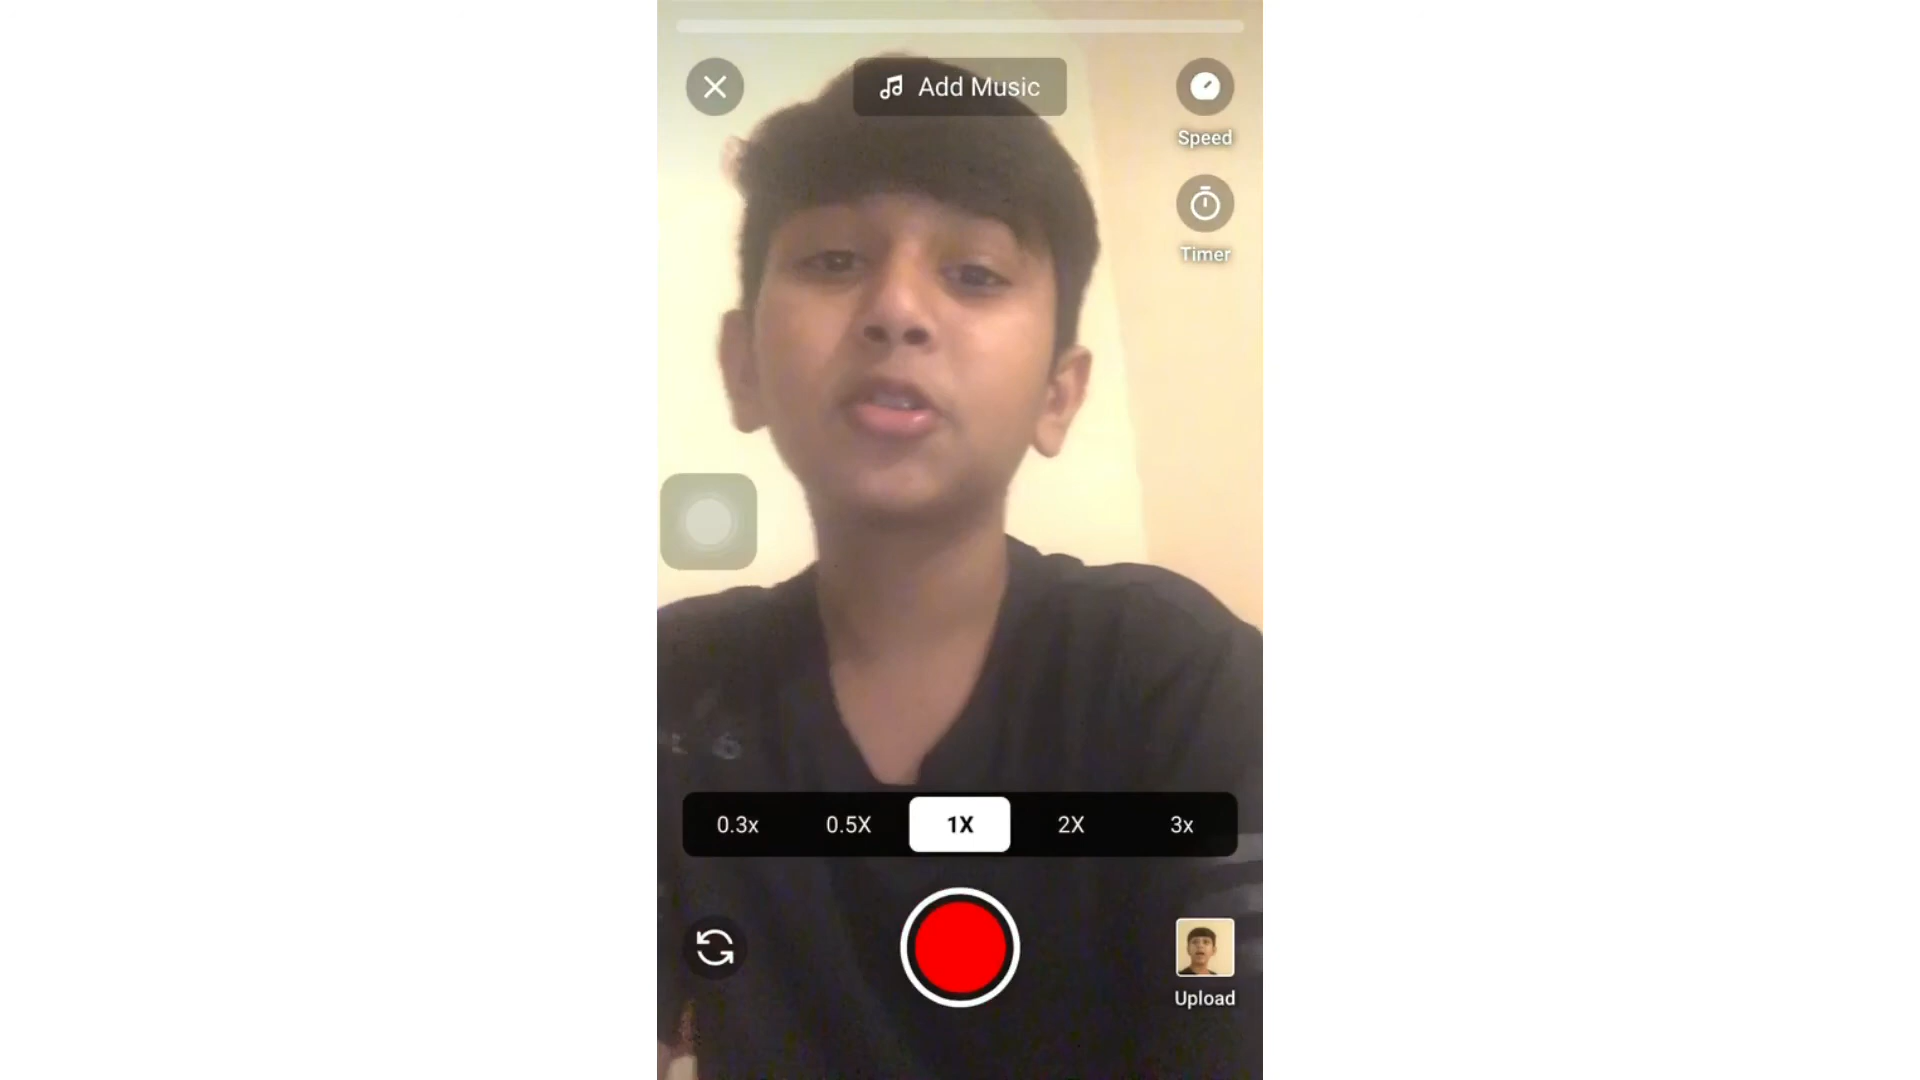 Add Music
Speed
Timer
0.3x 0.5X 1X 2X 3x
Upload